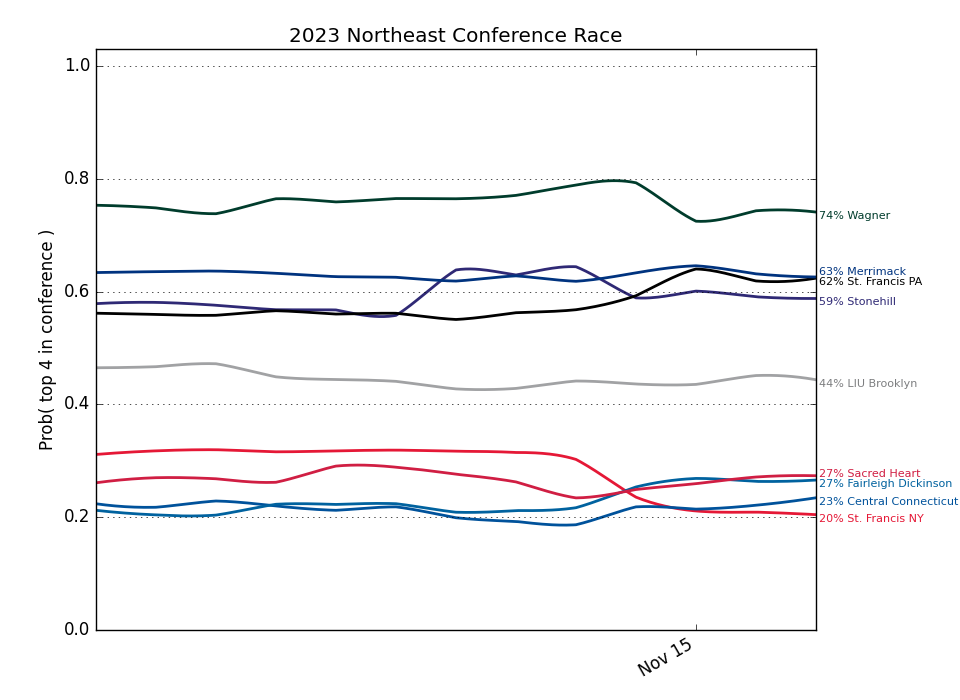 2023 Northeast Conference Race
Prob( top 4 in conference )
1.0
0.8
0.6
0.4
0.2
0.0
Nov 15
74% Wagner
63% Merrimack
62% St. Francis PA
59% Stonehill
44% LIU Brooklyn
27% Sacred Heart
27% Fairleigh Dickinson
23% Central Connecticut
20% St. Francis NY